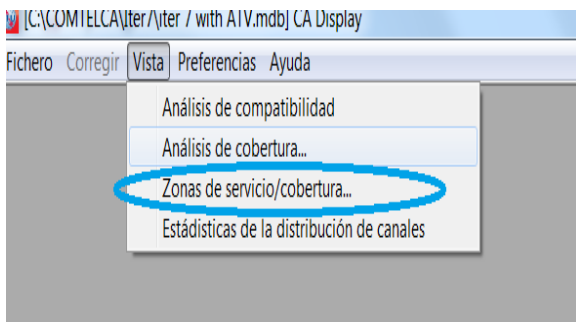 [C:\COMTELCA\Iter7\iter 7 with ATV.mdb] CA Display
Fichero Corregir Vista Preferencias Ayuda
Análisis de compatibilidad
Análisis de cobertura...
Zonas de servicio/cobertura...
Estádisticas de la distribución de canales